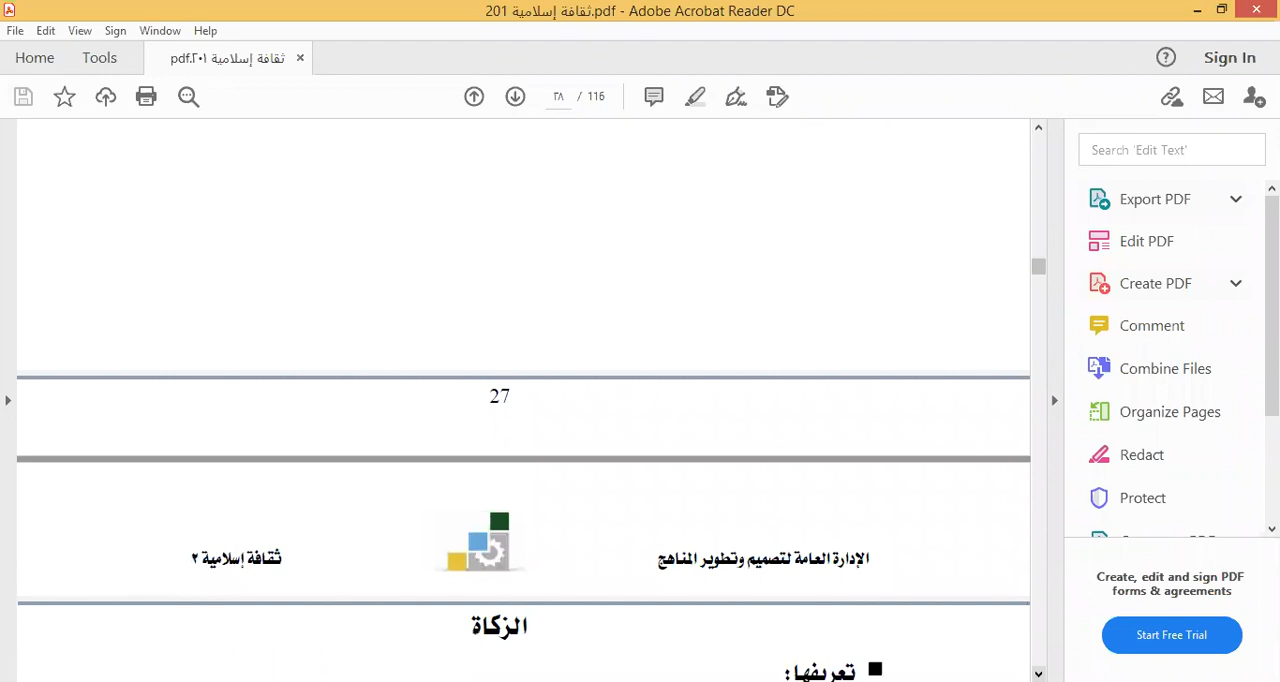 ثقافة إسلامية 201.pdf - Adobe Acrobat Reader DC
File Edit View Sign Window Help
Home Tools ثقافة إسلامية ٢٠١.pdf × ? Sign In
٢٨ / 116
Search 'Edit Text'
Export PDF
Edit PDF
Create PDF
Comment
Combine Files
Organize Pages
Redact
Protect
Create, edit and sign PDF
forms & agreements
Start Free Trial
27
الإدارة العامة لتصميم وتطوير المناهج ثقافة إسلامية ٢
الزكاة
■ تعريفها: